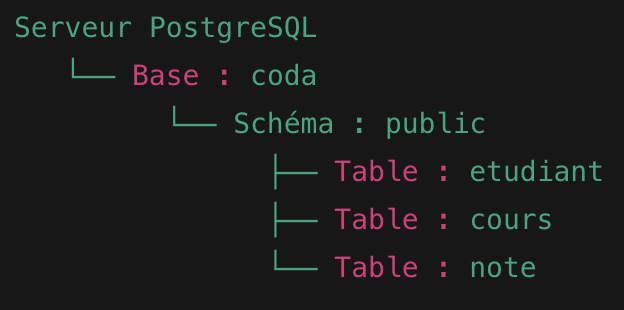 Serveur PostgreSQL
└── Base : coda
└── Schéma : public
├── Table : etudiant
├── Table : cours
└── Table : note